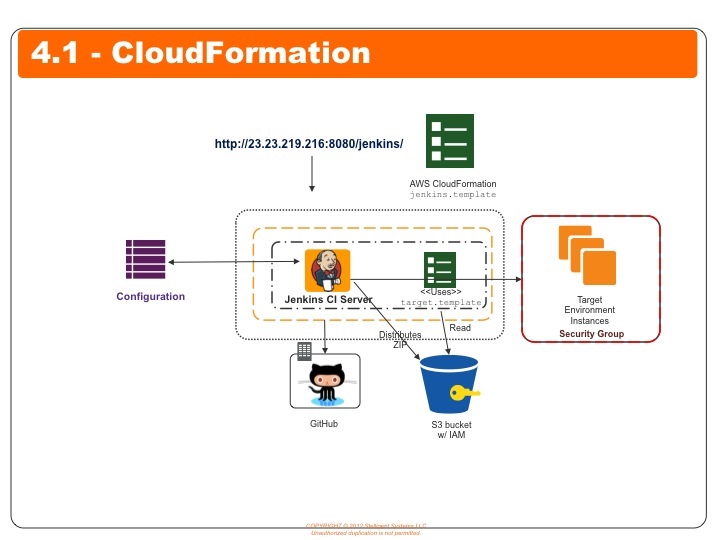 4.1 - CloudFormation
http://23.23.219.216:8080/jenkins/
AWS CloudFormation
jenkins.template
Configuration
Jenkins CI Server
<<Uses>>
target.template
Target
Environment
Instances
Security Group
Distributes
ZIP
Read
GitHub
S3 bucket
w/ IAM
COPYRIGHT © 2012 Stelligent Systems LLC
Unauthorized duplication is not permitted.